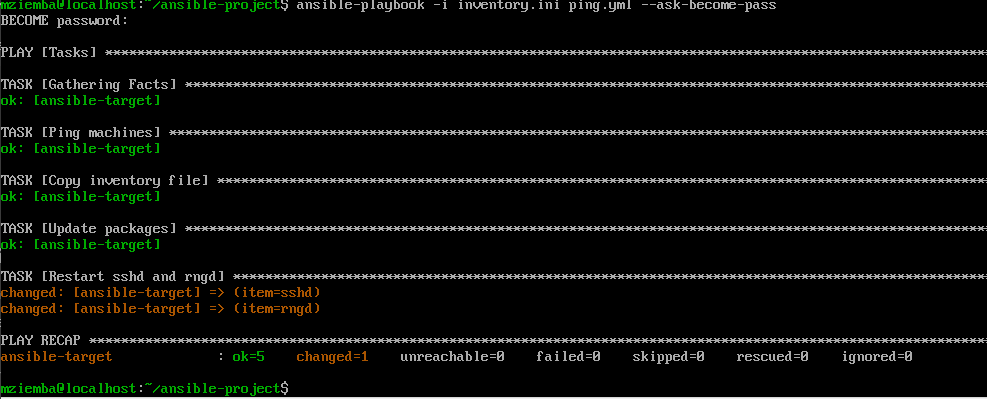 mziemba@localhost:~/ansible-project$ ansible-playbook -i inventory.ini ping.yml --ask-become-pass
BECOME password:
PLAY [Tasks] ****************************************************************************************************************
TASK [Gathering Facts] ******************************************************************************************************
ok: [ansible-target]
TASK [Ping machines] ********************************************************************************************************
ok: [ansible-target]
TASK [Copy inventory file] **************************************************************************************************
ok: [ansible-target]
TASK [Update packages] ******************************************************************************************************
ok: [ansible-target]
TASK [Restart sshd and rngd] ************************************************************************************************
changed: [ansible-target] => (item=sshd)
changed: [ansible-target] => (item=rngd)
PLAY RECAP ******************************************************************************************************************
ansible-target             : ok=5    changed=1    unreachable=0    failed=0    skipped=0    rescued=0    ignored=0
mziemba@localhost:~/ansible-project$